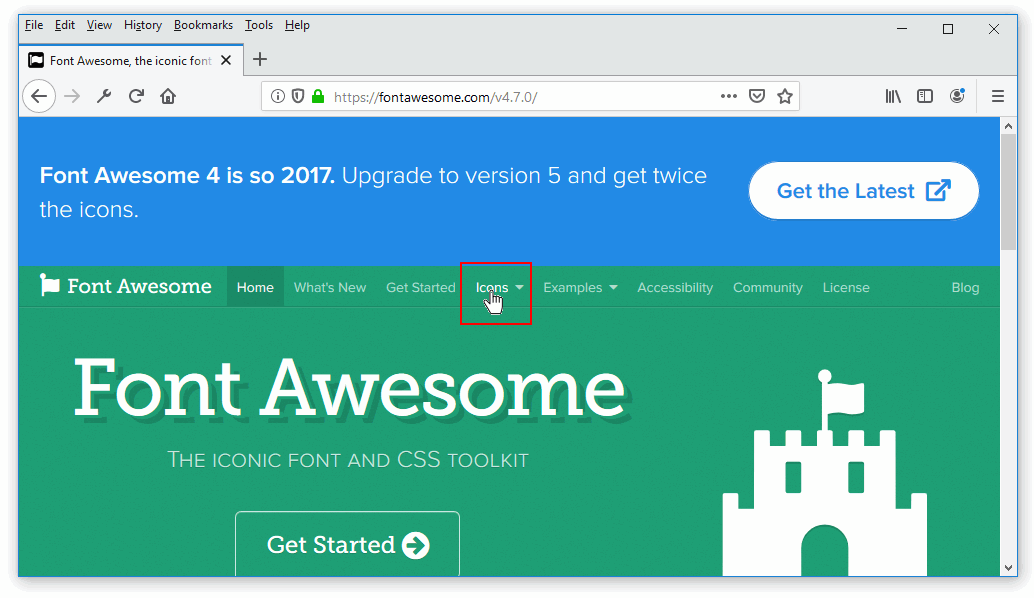 File Edit View History Bookmarks Tools Help
Font Awesome, the iconic font
https://fontawesome.com/v4.7.0/
Font Awesome 4 is so 2017. Upgrade to version 5 and get twice
the icons.
Get the Latest
Font Awesome Home What's New Get Started Icons Examples Accessibility Community License Blog
Font Awesome
The iconic font and CSS toolkit
Get Started